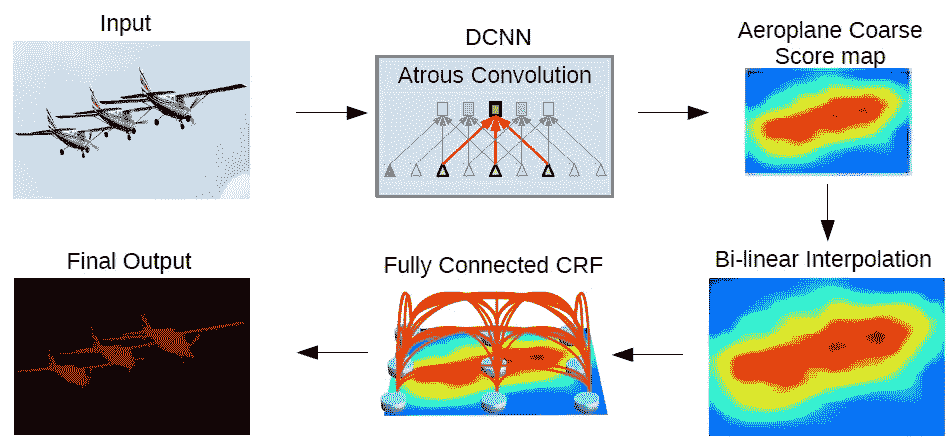 Input
DCNN
Atrous Convolution
Aeroplane Coarse
Score map
Bi-linear Interpolation
Fully Connected CRF
Final Output